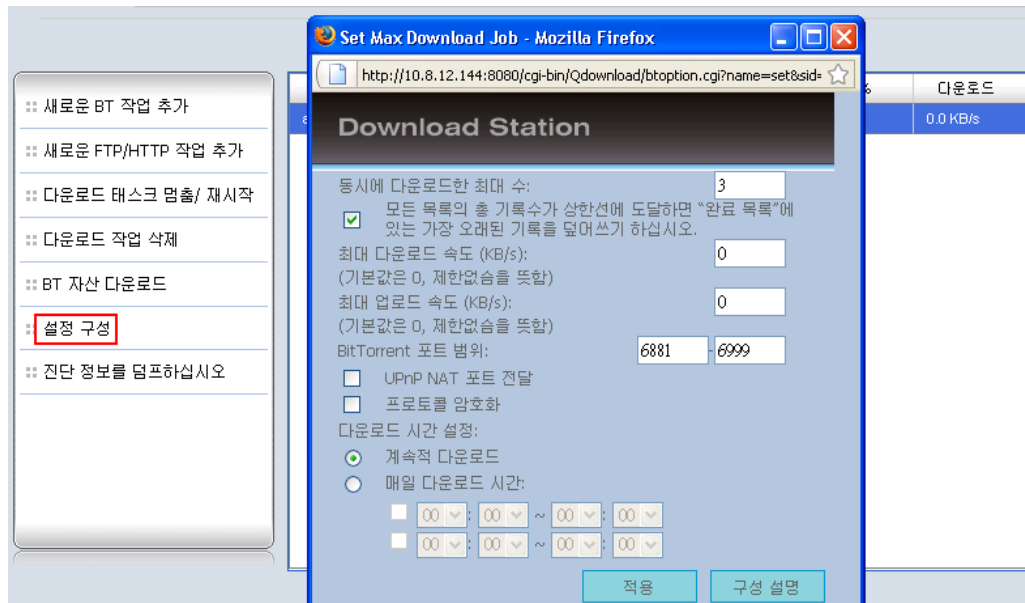 Set Max Download Job - Mozilla Firefox
http://10.8.12.144:8080/cgi-bin/Qdownload/btoption.cgi?name=set&sid=
새로운 BT 작업 추가
새로운 FTP/HTTP 작업 추가
다운로드 태스크 멈춤/ 재시작
다운로드 작업 삭제
BT 자산 다운로드
설정 구성
진단 정보를 덤프하십시오
% 다운로드
0.0 KB/s
Download Station
동시에 다운로드한 최대 수: 3
모든 목록의 총 기록수가 상한선에 도달하면 "완료 목록"에
있는 가장 오래된 기록을 덮어쓰기 하십시오.
최대 다운로드 속도 (KB/s): 0
(기본값은 0, 제한없슴을 뜻함)
최대 업로드 속도 (KB/s): 0
(기본값은 0, 제한없슴을 뜻함)
BitTorrent 포트 범위: 6881 - 6999
UPnP NAT 포트 전달
프로토콜 암호화
다운로드 시간 설정:
계속적 다운로드
매일 다운로드 시간:
00 : 00 ~ 00 : 00
00 : 00 ~ 00 : 00
적용 구성 설명